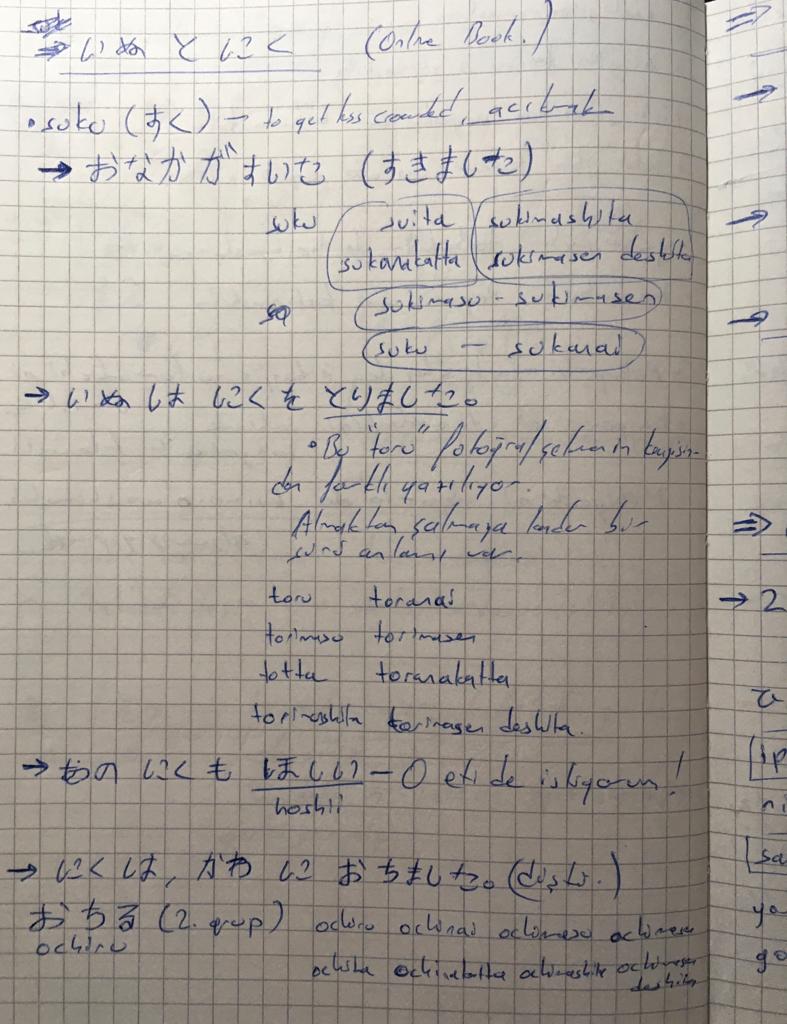 ⇒ いぬ と にく (Online Book.)
• suku (すく) — to get less crowded, acıkmak
→ おなかが すいた (すきました)
suku suita sukimashita
sukanakatta sukimasen deshita
sukimasu - sukimasen
suku — sukanai
→ いぬ は にく を とりました。
• Bu "toru" fotoğraf çekmenin kanjisin-
den farklı yazılıyor.
Almaktan çalmaya kadar bir
sürü anlamı var.
toru toranai
torimasu torimasen
totta toranakatta
torimashita torimasen deshita.
→ あの にく も ほしい — O eti de istiyorum!
hoshii
→ にく は, かわ に おちました。(düştü.)
おちる (2. grup) ochiru ochinai ochimasu ochimasen
ochiru
ochita ochinakatta ochimashita ochimasen
deshita
⇒
→
→
→
⇒
→ 2
ip
ni
sa
ya
go